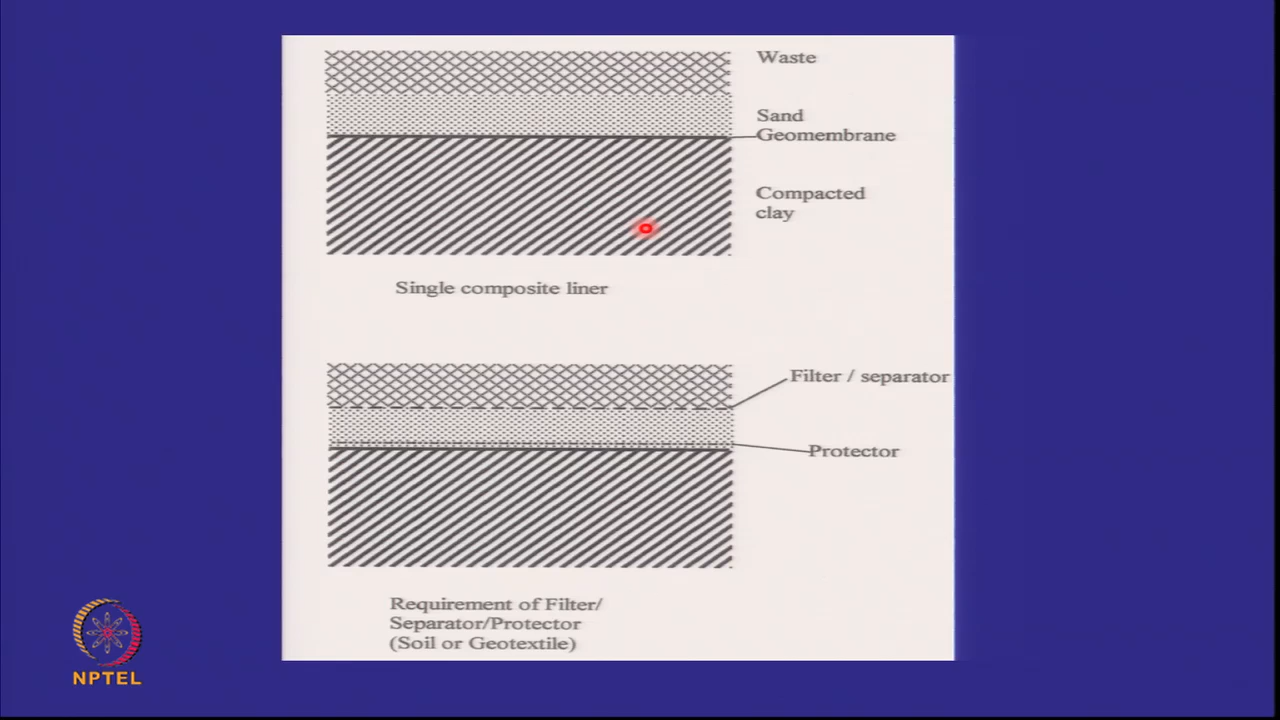 Waste
Sand
Geomembrane
Compacted
clay
Single composite liner
Filter / separator
Protector
Requirement of Filter/
Separator/Protector
(Soil or Geotextile)
NPTEL